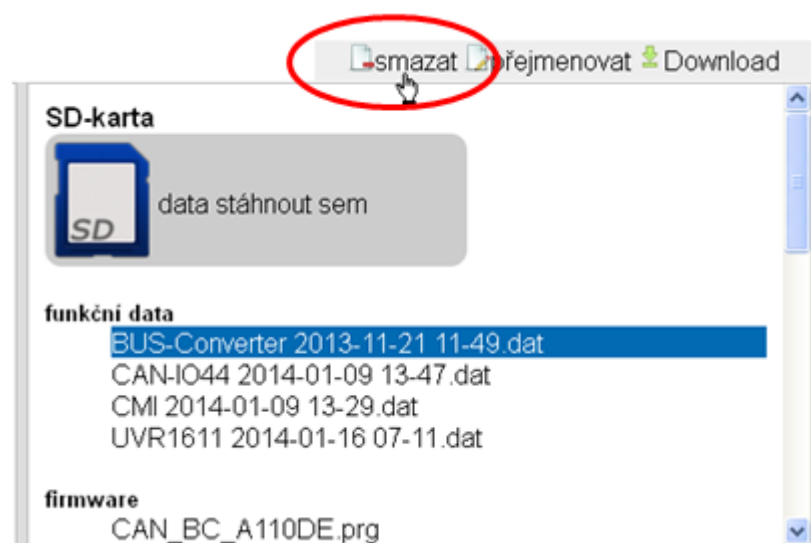 smazat přejmenovat Download
SD-karta
SD
data stáhnout sem
funkční data
BUS-Converter 2013-11-21 11-49.dat
CAN-IO44 2014-01-09 13-47.dat
CMI 2014-01-09 13-29.dat
UVR1611 2014-01-16 07-11.dat
firmware
CAN_BC_A110DE.prg